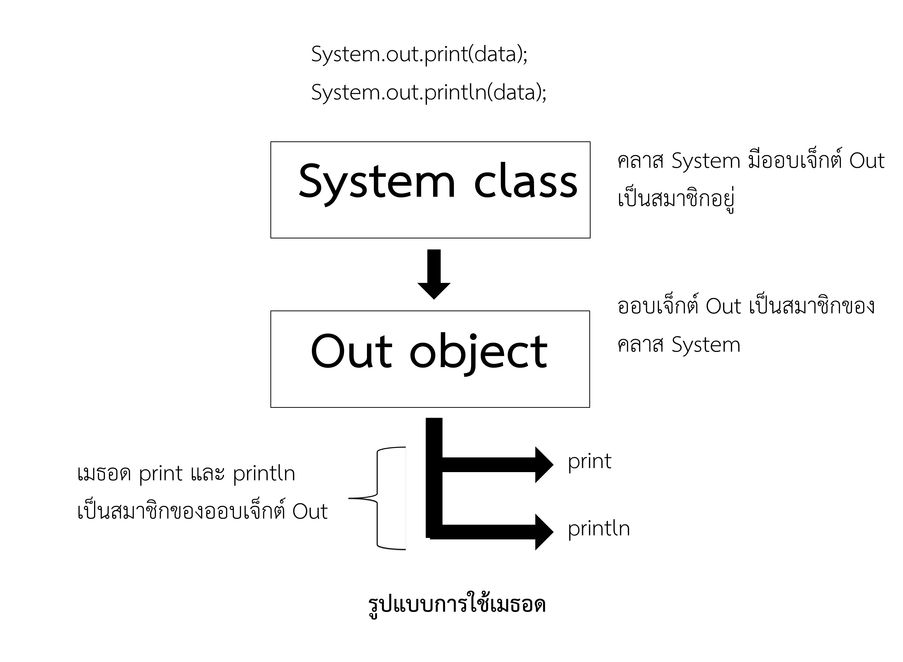 System.out.print(data);
System.out.println(data);
System class
คลาส System มีออบเจ็กต์ Out
เป็นสมาชิกอยู่
Out object
ออบเจ็กต์ Out เป็นสมาชิกของ
คลาส System
เมธอด print และ println
เป็นสมาชิกของออบเจ็กต์ Out
print
println
รูปแบบการใช้เมธอด